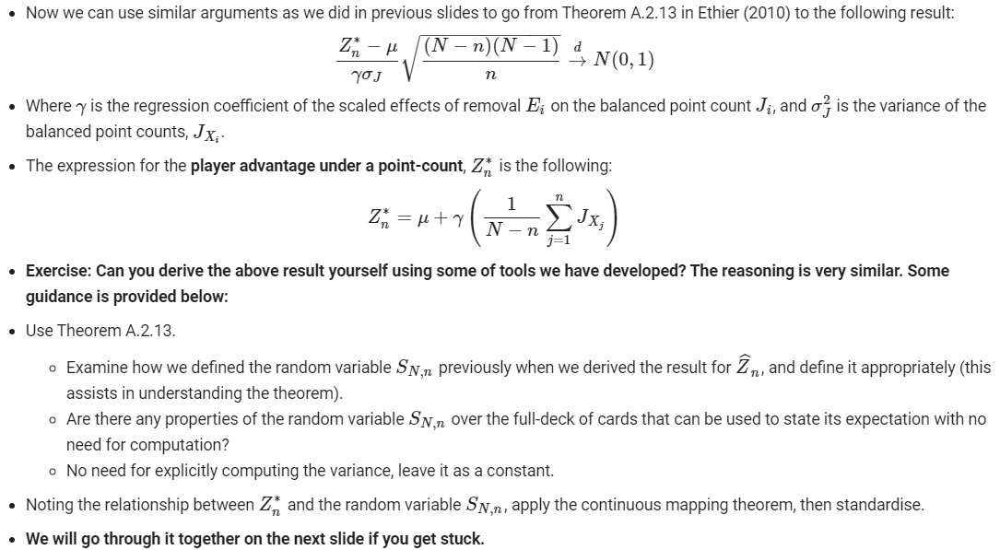 • Now we can use similar arguments as we did in previous slides to go from Theorem A.2.13 in Ethier (2010) to the following result:
$$\frac{Z_n^* - \mu}{\gamma\sigma_J}\sqrt{\frac{(N-n)(N-1)}{n}} \xrightarrow{d} N(0,1)$$
• Where $\gamma$ is the regression coefficient of the scaled effects of removal $E_i$ on the balanced point count $J_i$, and $\sigma_J^2$ is the variance of the
balanced point counts, $J_{X_i}$.
• The expression for the player advantage under a point-count, $Z_n^*$ is the following:
$$Z_n^* = \mu + \gamma\left(\frac{1}{N-n}\sum_{j=1}^{n} J_{X_j}\right)$$
• Exercise: Can you derive the above result yourself using some of tools we have developed? The reasoning is very similar. Some
guidance is provided below:
• Use Theorem A.2.13.
◦ Examine how we defined the random variable $S_{N,n}$ previously when we derived the result for $\widehat{Z}_n$, and define it appropriately (this
assists in understanding the theorem).
◦ Are there any properties of the random variable $S_{N,n}$ over the full-deck of cards that can be used to state its expectation with no
need for computation?
◦ No need for explicitly computing the variance, leave it as a constant.
• Noting the relationship between $Z_n^*$ and the random variable $S_{N,n}$, apply the continuous mapping theorem, then standardise.
• We will go through it together on the next slide if you get stuck.